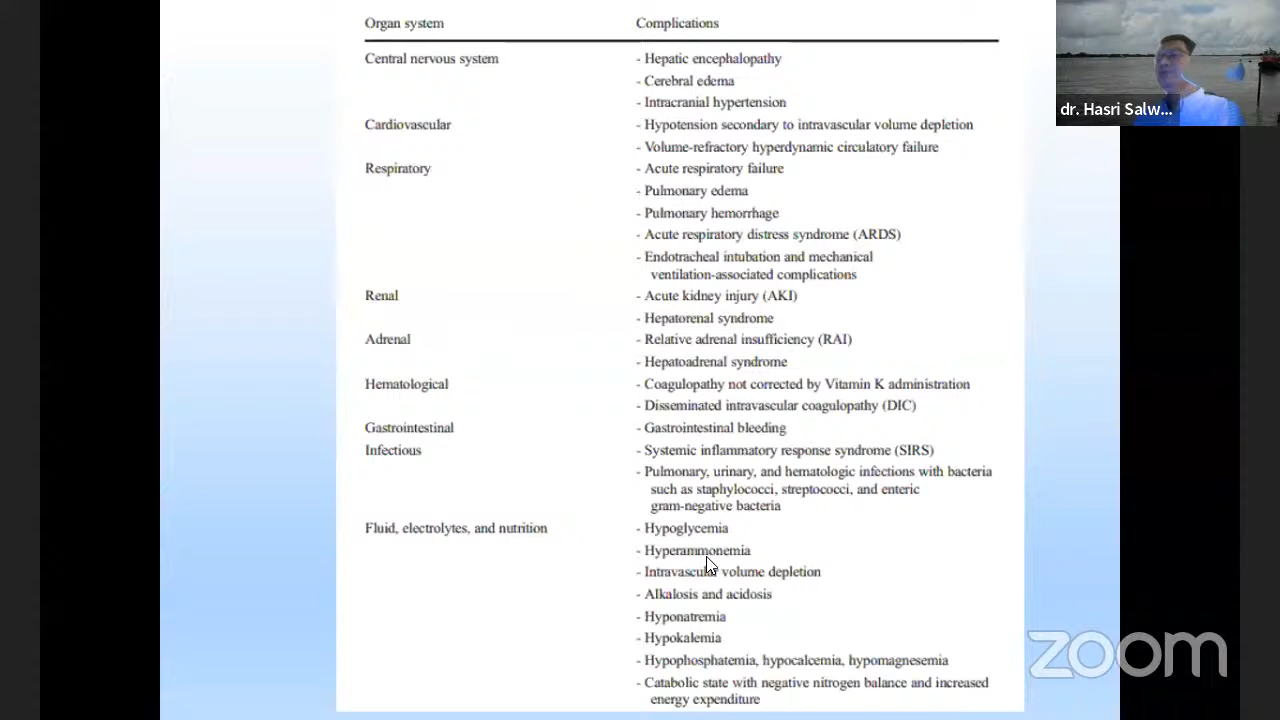 Organ system Complications
Central nervous system - Hepatic encephalopathy
- Cerebral edema
- Intracranial hypertension
Cardiovascular - Hypotension secondary to intravascular volume depletion
- Volume-refractory hyperdynamic circulatory failure
Respiratory - Acute respiratory failure
- Pulmonary edema
- Pulmonary hemorrhage
- Acute respiratory distress syndrome (ARDS)
- Endotracheal intubation and mechanical
ventilation-associated complications
Renal - Acute kidney injury (AKI)
- Hepatorenal syndrome
Adrenal - Relative adrenal insufficiency (RAI)
- Hepatoadrenal syndrome
Hematological - Coagulopathy not corrected by Vitamin K administration
- Disseminated intravascular coagulopathy (DIC)
Gastrointestinal - Gastrointestinal bleeding
Infectious - Systemic inflammatory response syndrome (SIRS)
- Pulmonary, urinary, and hematologic infections with bacteria
such as staphylococci, streptococci, and enteric
gram-negative bacteria
Fluid, electrolytes, and nutrition - Hypoglycemia
- Hyperammonemia
- Intravascular volume depletion
- Alkalosis and acidosis
- Hyponatremia
- Hypokalemia
- Hypophosphatemia, hypocalcemia, hypomagnesemia
- Catabolic state with negative nitrogen balance and increased
energy expenditure
dr. Hasri Salw...
zoom